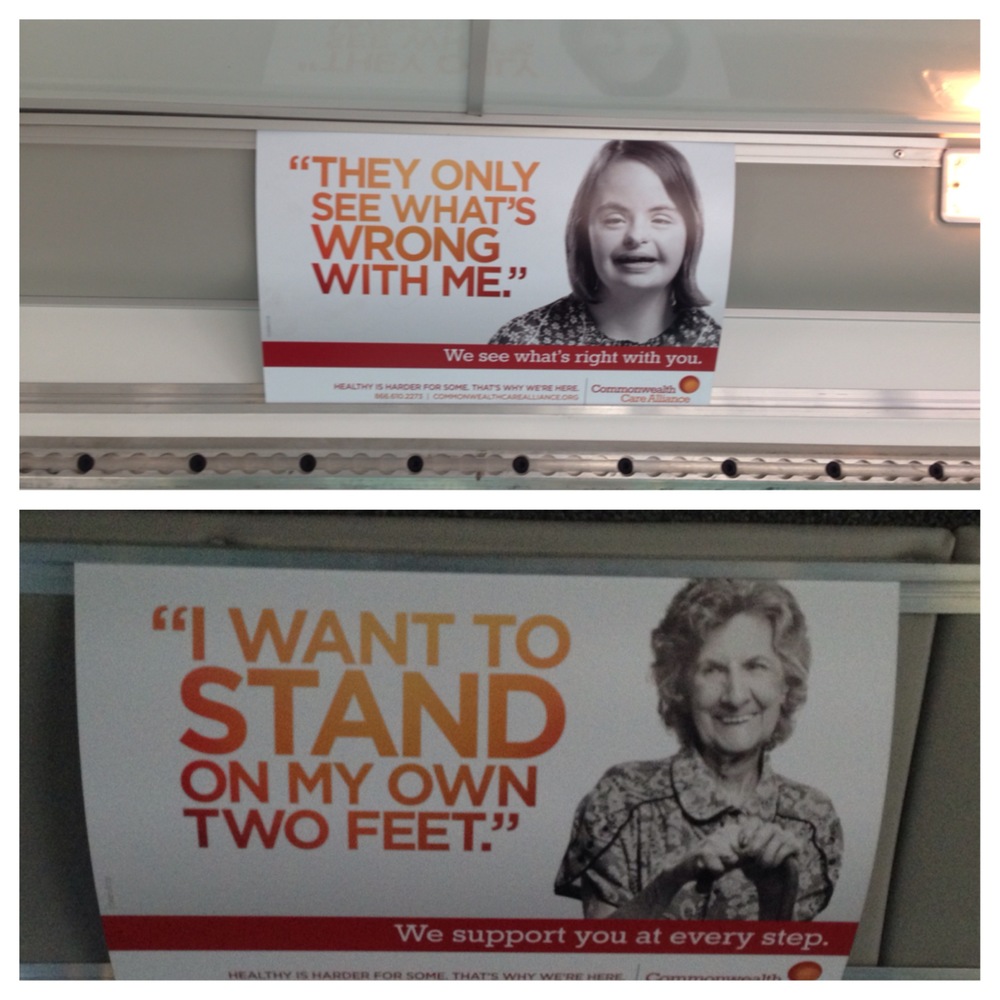 “THEY ONLY
SEE WHAT’S
WRONG
WITH ME.”
We see what’s right with you.
HEALTHY IS HARDER FOR SOME. THAT’S WHY WE’RE HERE.
866.610.2273 | COMMONWEALTHCAREALLIANCE.ORG
Commonwealth
Care Alliance
“I WANT TO
STAND
ON MY OWN
TWO FEET.”
We support you at every step.
HEALTHY IS HARDER FOR SOME. THAT’S WHY WE’RE HERE.
Commonwealth